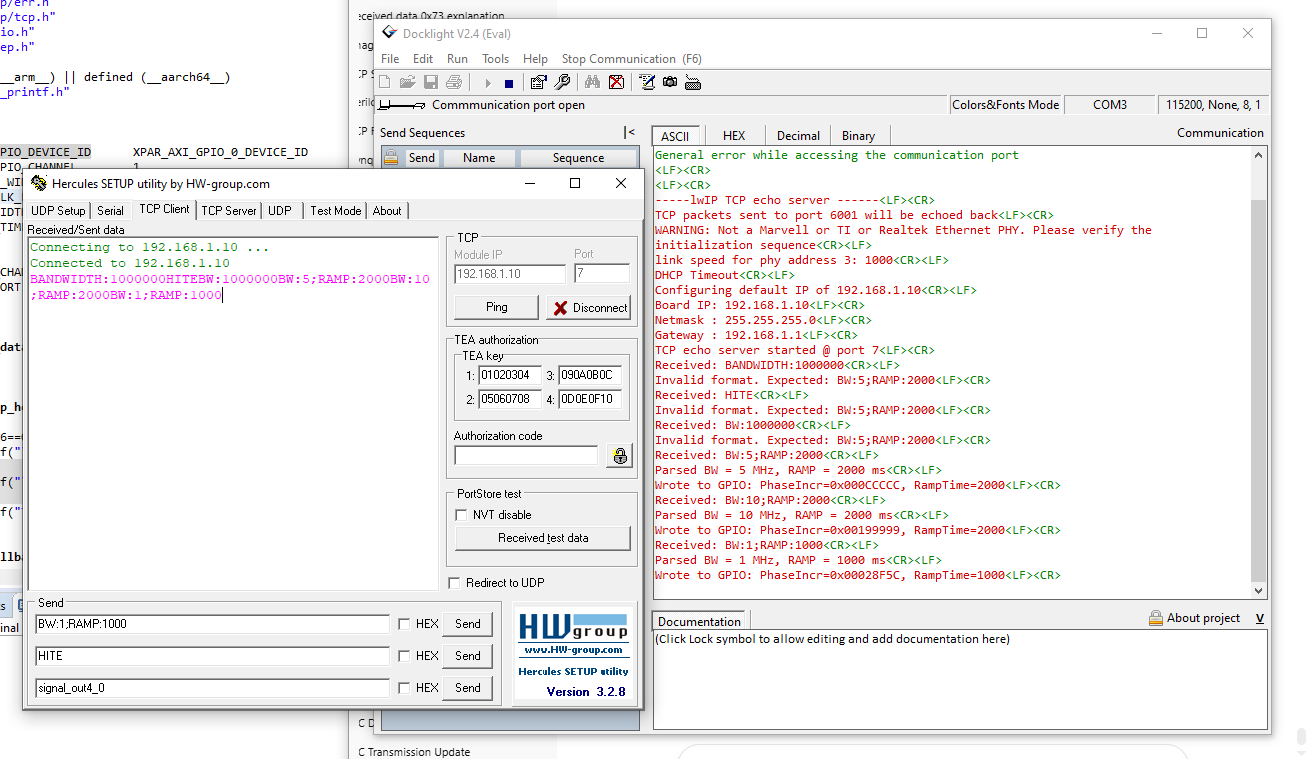 p/err.h"
p/tcp.h"
io.h"
ep.h"
__arm__) || defined (__aarch64__)
_printf.h"
PIO_DEVICE_ID XPAR_AXI_GPIO_0_DEVICE_ID
PIO_CHANNEL 1
_WI
LK_
IDTH
_TIM
CHAN
ORT
data
p_he
6==6
f("
f("
f("T
llba
ts
inal
eceived data 0x73 explanation
nag
CP S
erilo
CP F
ynq
C D
C Transmission Update
Docklight V2.4 (Eval)
File Edit Run Tools Help Stop Communication (F6)
Commmunication port open
Colors&Fonts Mode COM3 115200, None, 8, 1
Send Sequences |<
Send Name Sequence
ASCII HEX Decimal Binary Communication
General error while accessing the communication port
<LF><CR>
<LF><CR>
-----lwIP TCP echo server ------<LF><CR>
TCP packets sent to port 6001 will be echoed back<LF><CR>
WARNING: Not a Marvell or TI or Realtek Ethernet PHY. Please verify the
initialization sequence<CR><LF>
link speed for phy address 3: 1000<CR><LF>
DHCP Timeout<CR><LF>
Configuring default IP of 192.168.1.10<CR><LF>
Board IP: 192.168.1.10<LF><CR>
Netmask : 255.255.255.0<LF><CR>
Gateway : 192.168.1.1<LF><CR>
TCP echo server started @ port 7<LF><CR>
Received: BANDWIDTH:1000000<CR><LF>
Invalid format. Expected: BW:5;RAMP:2000<LF><CR>
Received: HITE<CR><LF>
Invalid format. Expected: BW:5;RAMP:2000<LF><CR>
Received: BW:1000000<CR><LF>
Invalid format. Expected: BW:5;RAMP:2000<LF><CR>
Received: BW:5;RAMP:2000<CR><LF>
Parsed BW = 5 MHz, RAMP = 2000 ms<CR><LF>
Wrote to GPIO: PhaseIncr=0x000CCCCC, RampTime=2000<LF><CR>
Received: BW:10;RAMP:2000<CR><LF>
Parsed BW = 10 MHz, RAMP = 2000 ms<CR><LF>
Wrote to GPIO: PhaseIncr=0x00199999, RampTime=2000<LF><CR>
Received: BW:1;RAMP:1000<CR><LF>
Parsed BW = 1 MHz, RAMP = 1000 ms<CR><LF>
Wrote to GPIO: PhaseIncr=0x00028F5C, RampTime=1000<LF><CR>
Documentation About project V
(Click Lock symbol to allow editing and add documentation here)
Hercules SETUP utility by HW-group.com
UDP Setup Serial TCP Client TCP Server UDP Test Mode About
Received/Sent data
Connecting to 192.168.1.10 ...
Connected to 192.168.1.10
BANDWIDTH:1000000HITEBW:1000000BW:5;RAMP:2000BW:10
;RAMP:2000BW:1;RAMP:1000
TCP
Module IP Port
192.168.1.10 7
Ping Disconnect
TEA authorization
TEA key
1: 01020304 3: 090A0B0C
2: 05060708 4: 0D0E0F10
Authorization code
PortStore test
NVT disable
Received test data
Redirect to UDP
Send
BW:1;RAMP:1000 HEX Send
HITE HEX Send
signal_out4_0 HEX Send
HWgroup
www.HW-group.com
Hercules SETUP utility
Version 3.2.8